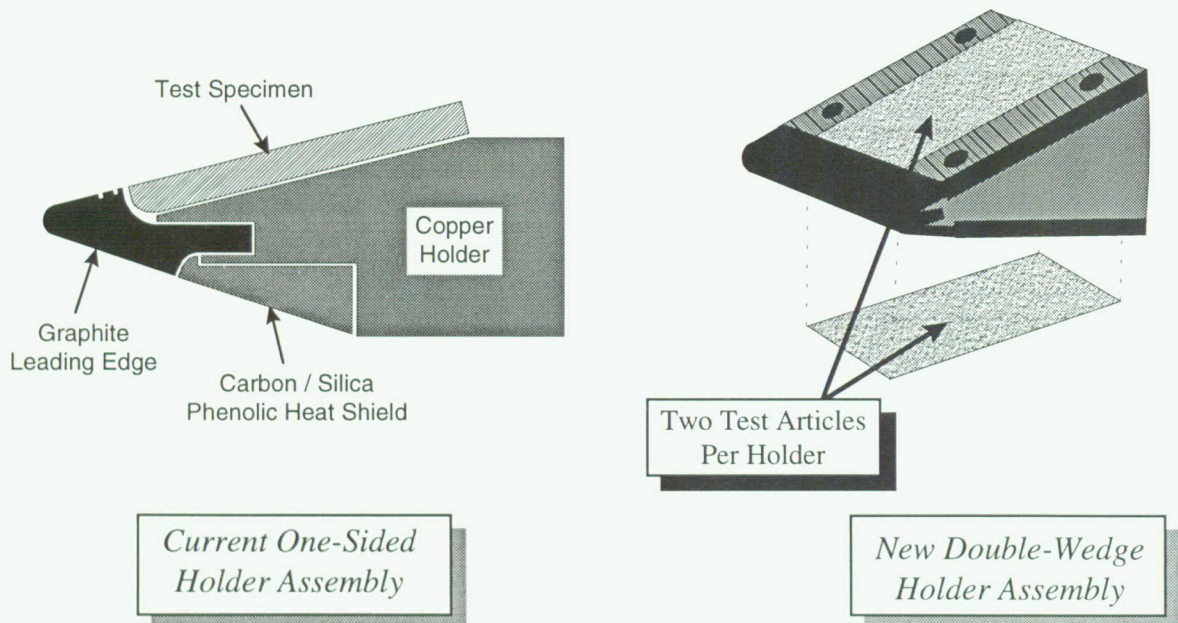 Test Specimen
Copper
Holder
Graphite
Leading Edge
Carbon / Silica
Phenolic Heat Shield
Current One-Sided
Holder Assembly
Two Test Articles
Per Holder
New Double-Wedge
Holder Assembly